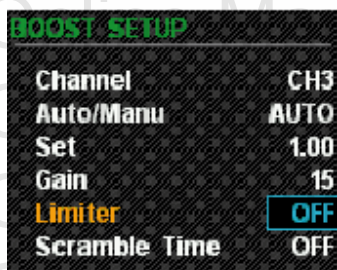 BOOST SETUP
Channel CH3
Auto/Manu AUTO
Set 1.00
Gain 15
Limiter OFF
Scramble Time OFF